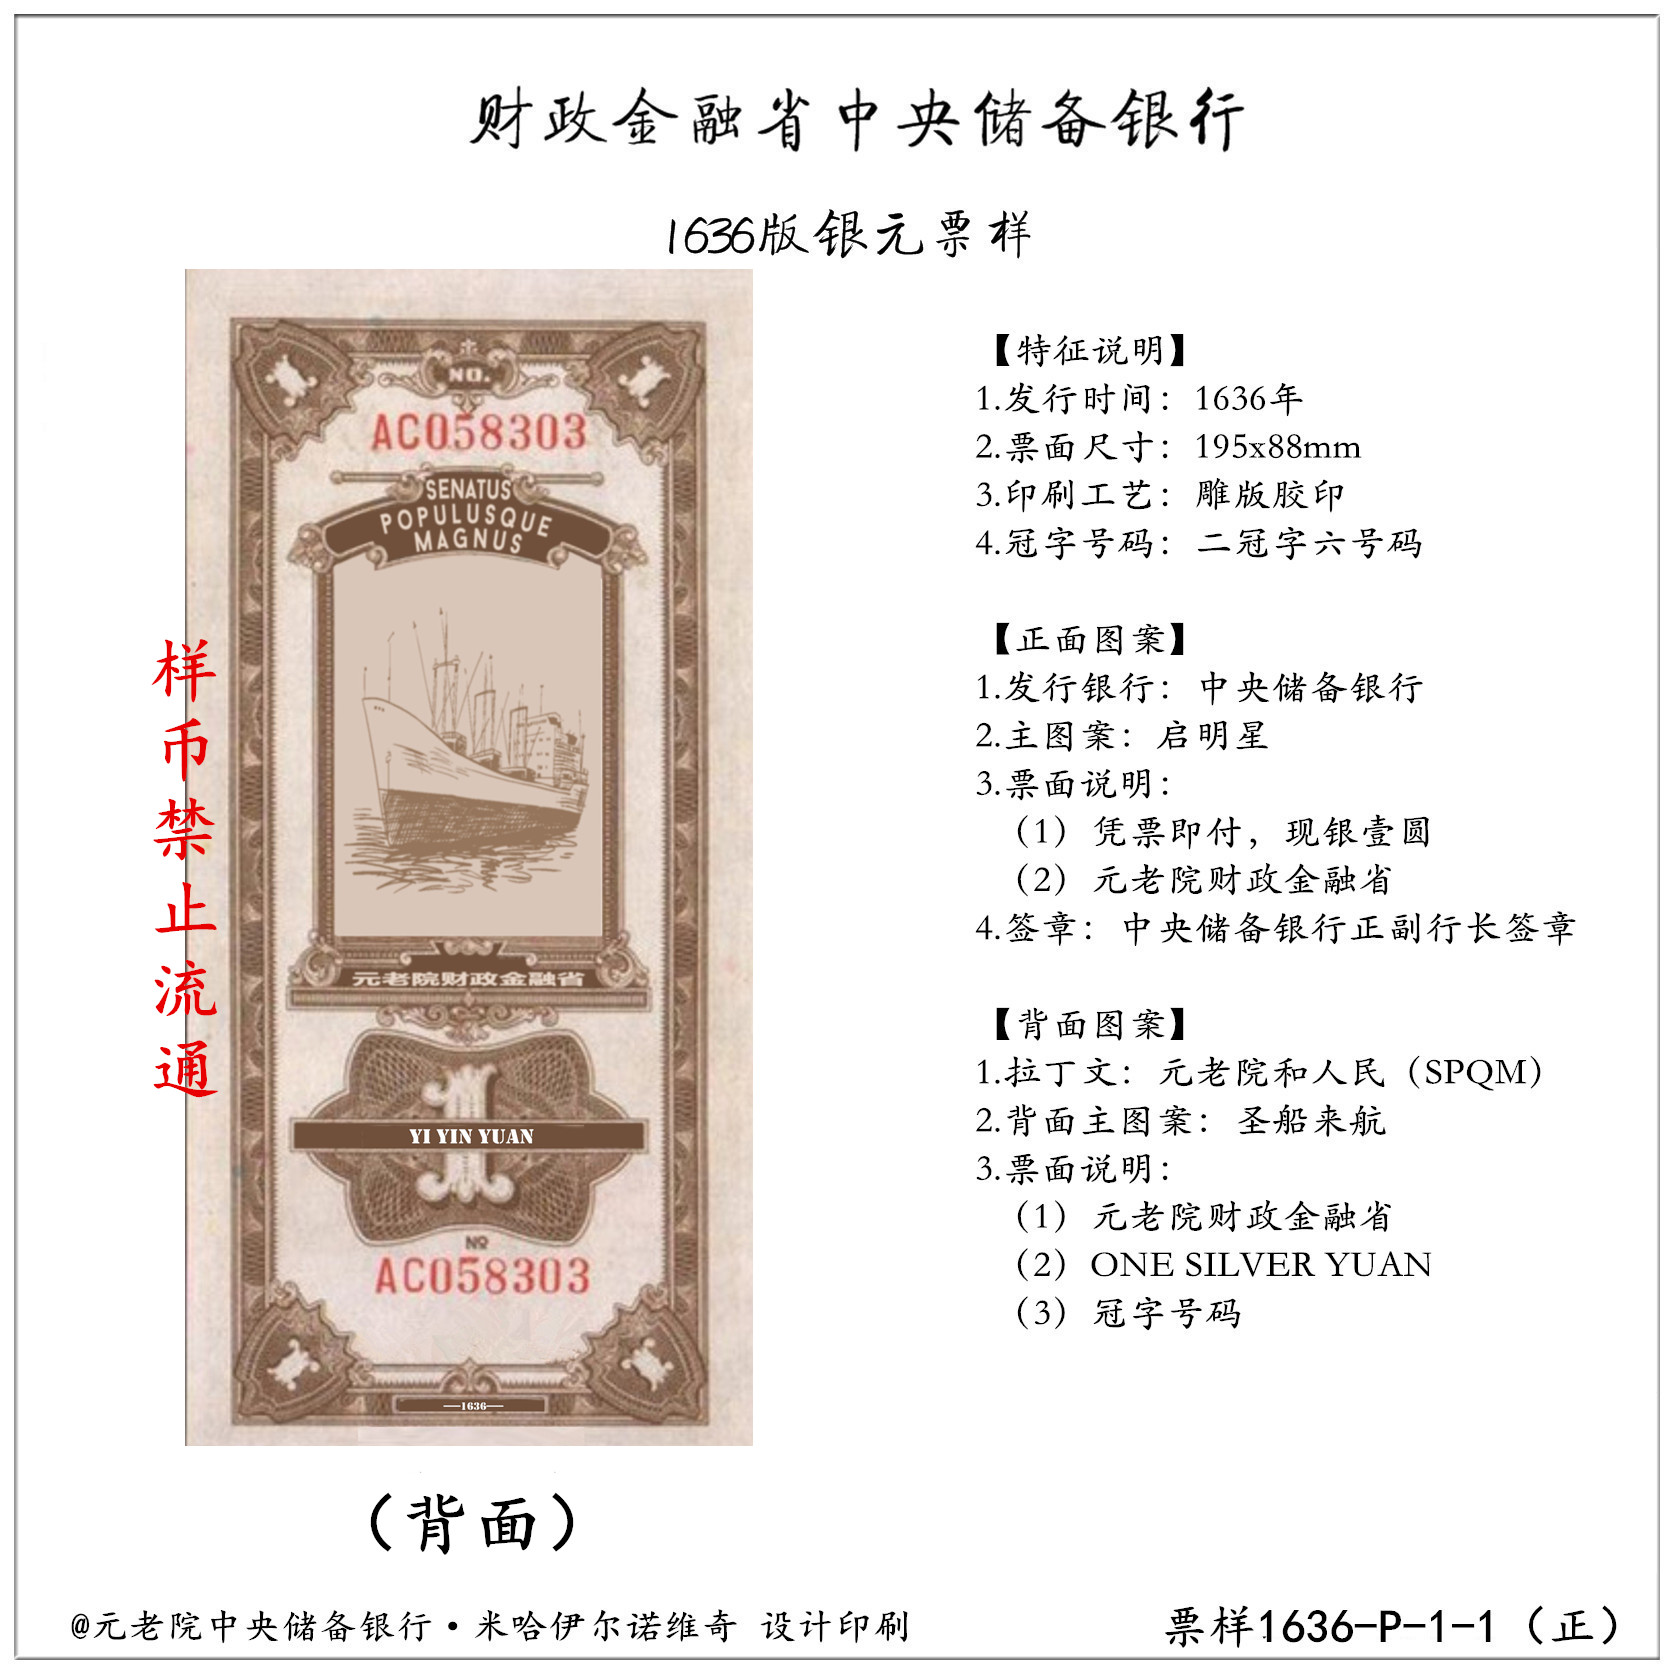 财政金融省中央储备银行
1636版银元票样
NO.
AC058303
SENATUS
POPULUSQUE
MAGNUS
元老院财政金融省
1
YI YIN YUAN
NO
AC058303
—1636—
样币禁止流通
(背面)
【特征说明】
1.发行时间：1636年
2.票面尺寸：195x88mm
3.印刷工艺：雕版胶印
4.冠字号码：二冠字六号码
【正面图案】
1.发行银行：中央储备银行
2.主图案：启明星
3.票面说明：
（1）凭票即付，现银壹圆
（2）元老院财政金融省
4.签章：中央储备银行正副行长签章
【背面图案】
1.拉丁文：元老院和人民（SPQM）
2.背面主图案：圣船来航
3.票面说明：
（1）元老院财政金融省
（2）ONE SILVER YUAN
（3）冠字号码
@元老院中央储备银行·米哈伊尔诺维奇 设计印刷
票样1636-P-1-1（正）